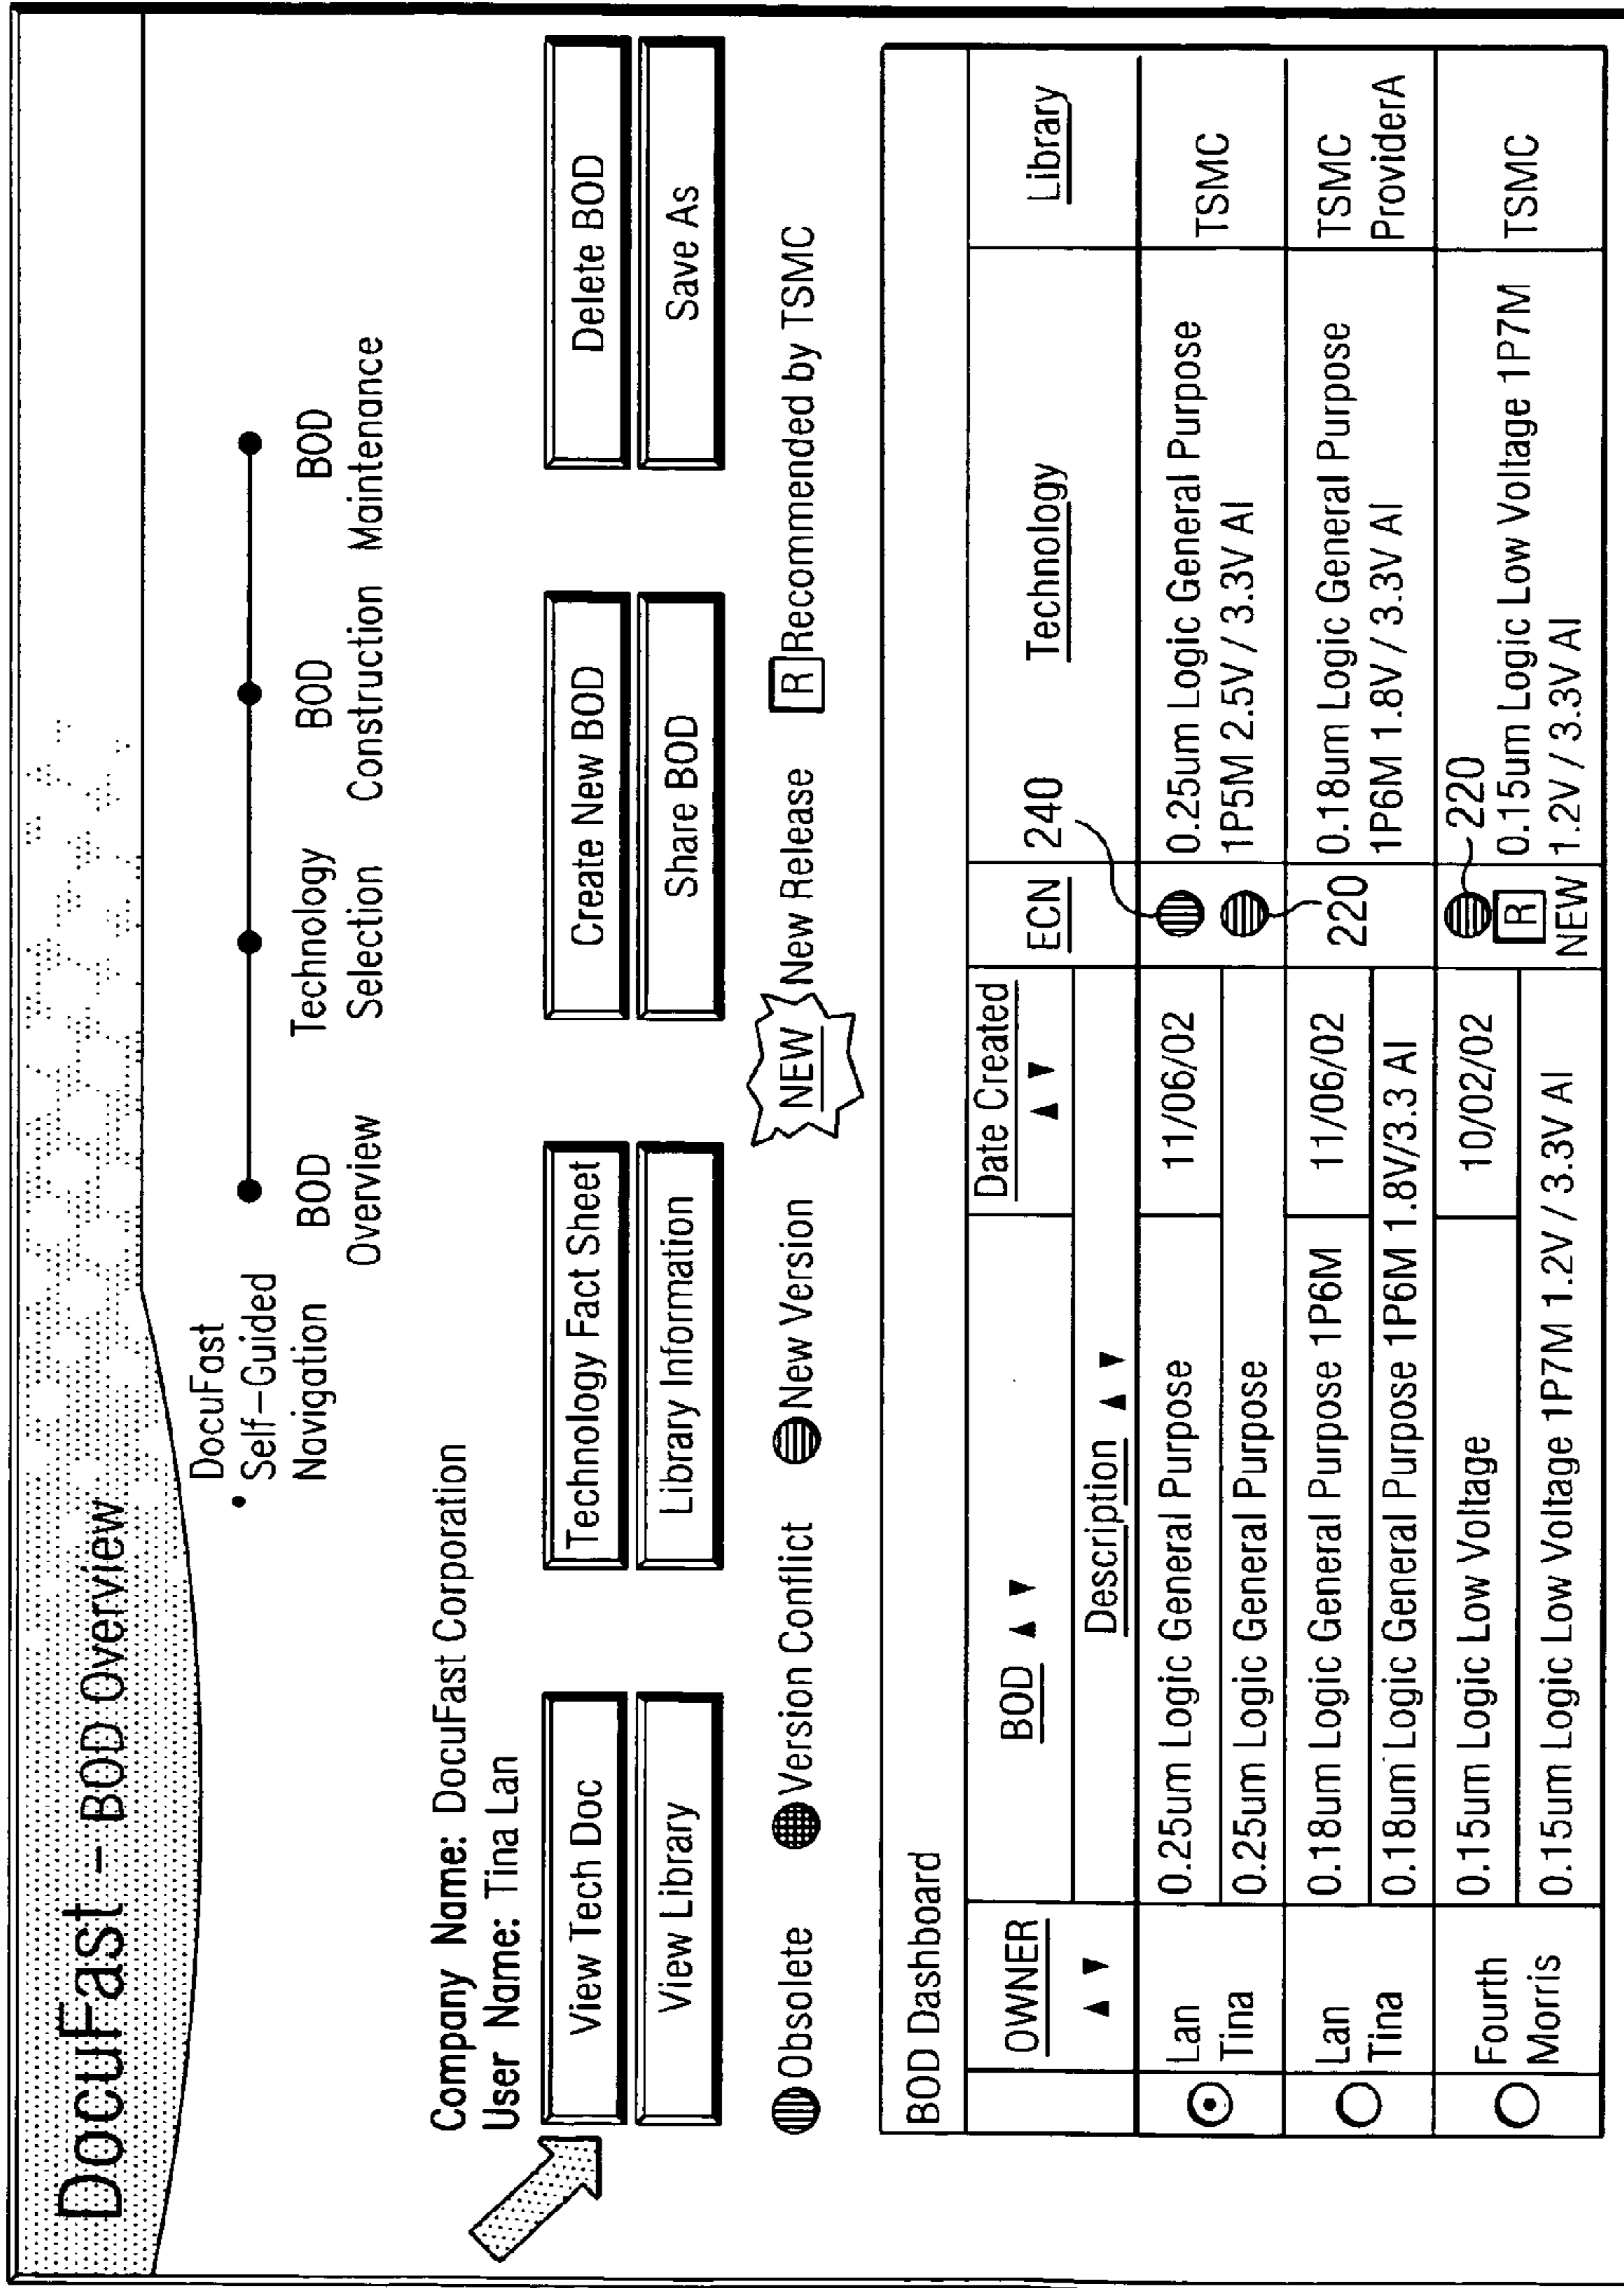 DocuFast – BOD Overview
DocuFast
• Self–Guided
Navigation
BOD
Overview
Technology
Selection
BOD
Construction
BOD
Maintenance
Company Name: DocuFast Corporation
User Name: Tina Lan
View Tech Doc
Technology Fact Sheet
Create New BOD
Delete BOD
View Library
Library Information
Share BOD
Save As
Obsolete
Version Conflict
New Version
NEW New Release
R Recommended by TSMC
BOD Dashboard
OWNER
BOD
Date Created
Description
ECN
240
Technology
Library
Lan
Tina
0.25um Logic General Purpose
11/06/02
0.25um Logic General Purpose
220
0.25um Logic General Purpose
1P5M 2.5V / 3.3V AI
TSMC
Lan
Tina
0.18um Logic General Purpose 1P6M
11/06/02
0.18um Logic General Purpose 1P6M 1.8V/3.3 AI
0.18um Logic General Purpose
1P6M 1.8V / 3.3V AI
TSMC
ProviderA
Fourth
Morris
0.15um Logic Low Voltage
10/02/02
0.15um Logic Low Voltage 1P7M 1.2V / 3.3V AI
220
R
NEW
0.15um Logic Low Voltage 1P7M
1.2V / 3.3V AI
TSMC